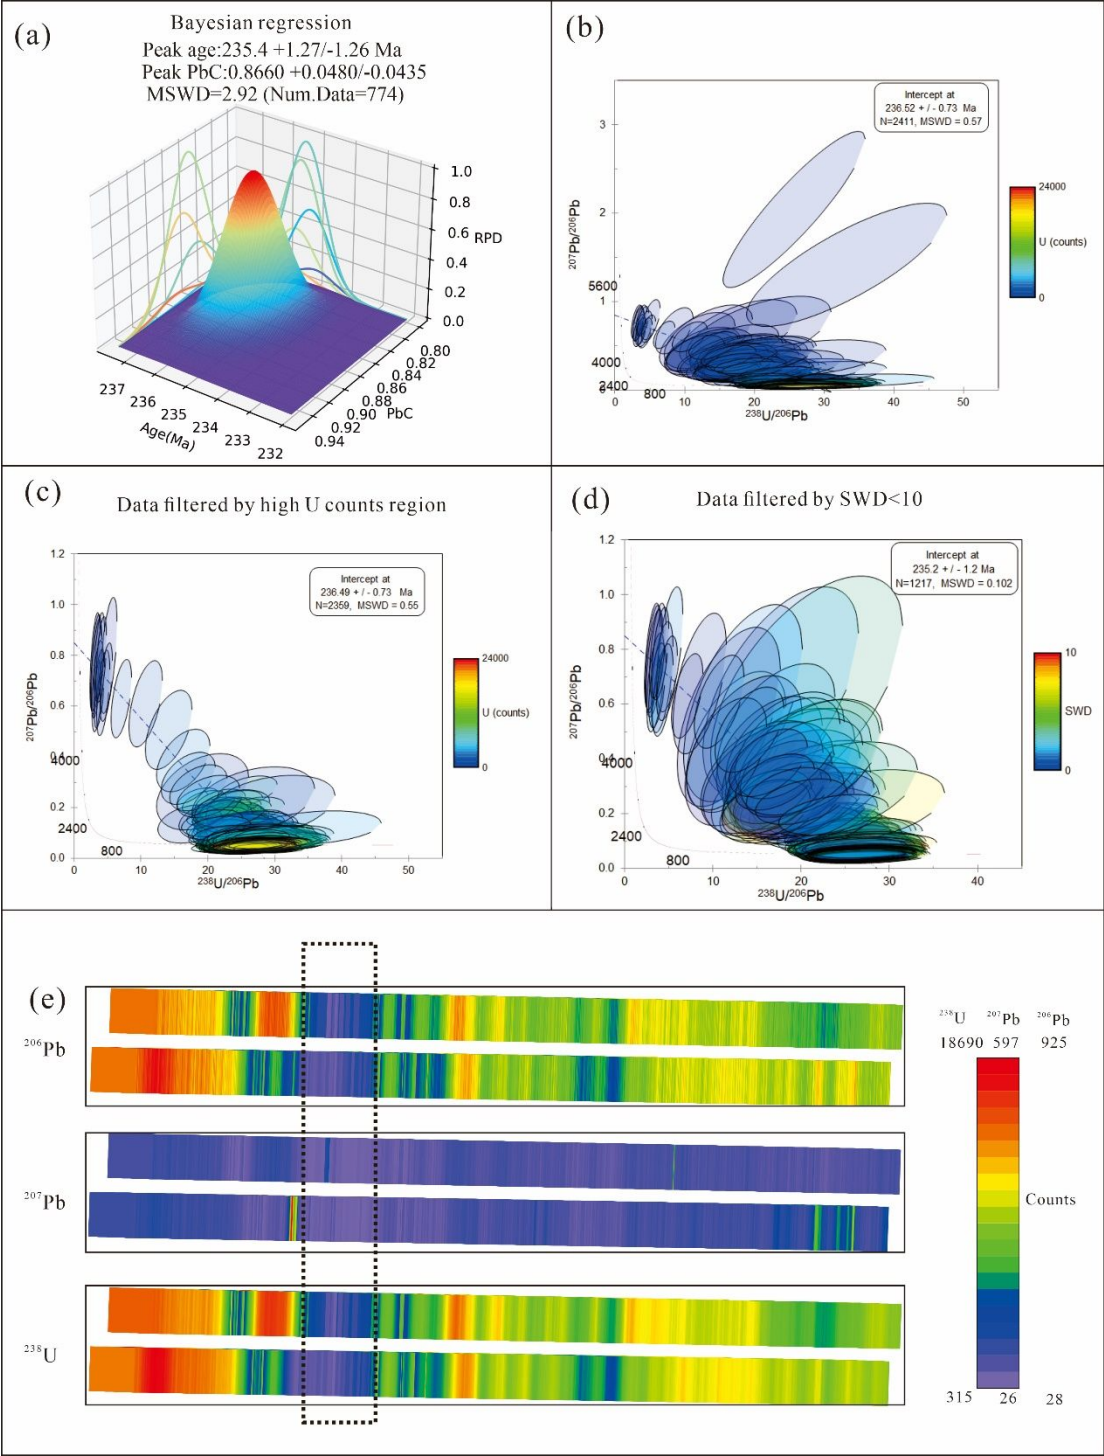 (a)
Bayesian regression
Peak age:235.4 +1.27/-1.26 Ma
Peak PbC:0.8660 +0.0480/-0.0435
MSWD=2.92 (Num.Data=774)
1.0
0.8
0.6
RPD
0.4
0.2
0.0
0.80
0.82
0.84
0.86
0.88
PbC
0.90
0.92
0.94
237
236
235
234
233
232
Age(Ma)
(b)
Intercept at
236.52 + / - 0.73 Ma
N=2411, MSWD = 0.57
3
2
1
²⁰⁷Pb/²⁰⁶Pb
5600
4000
2400
800
10
20
30
40
50
²³⁸U/²⁰⁶Pb
24000
U (counts)
0
(c)
Data filtered by high U counts region
Intercept at
236.49 + / - 0.73 Ma
N=2359, MSWD = 0.55
1.2
1.0
0.8
0.6
0.4
0.2
0.0
²⁰⁷Pb/²⁰⁶Pb
4000
2400
800
0
10
20
30
40
50
²³⁸U/²⁰⁶Pb
24000
U (counts)
0
(d)
Data filtered by SWD<10
Intercept at
235.2 + / - 1.2 Ma
N=1217, MSWD = 0.102
1.2
1.0
0.8
0.6
0.4
0.2
0.0
²⁰⁷Pb/²⁰⁶Pb
4000
2400
800
0
10
20
30
40
²³⁸U/²⁰⁶Pb
10
SWD
0
(e)
²⁰⁶Pb
²⁰⁷Pb
²³⁸U
²³⁸U ²⁰⁷Pb ²⁰⁶Pb
18690 597 925
Counts
315 26 28